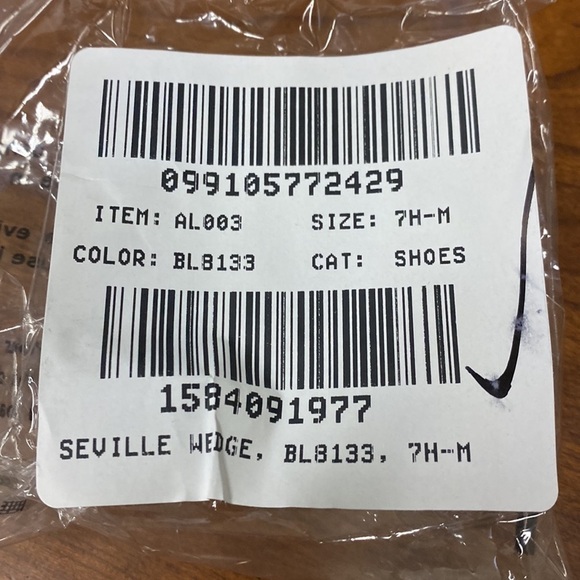 099105772429
ITEM: AL003 SIZE: 7H-M
COLOR: BL8133 CAT: SHOES
1584091977
SEVILLE WEDGE, BL8133, 7H-M